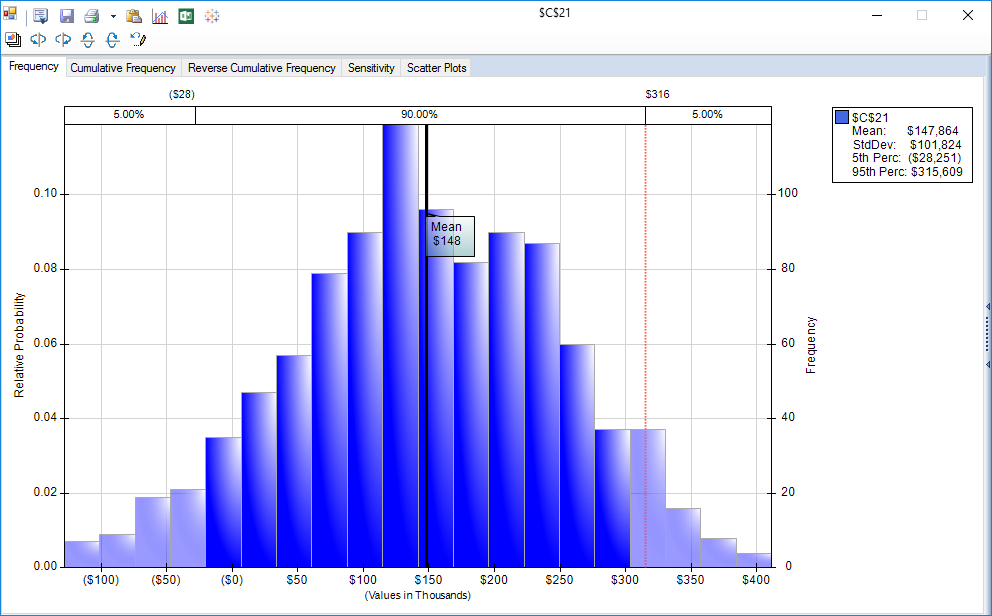 $C$21
Frequency Cumulative Frequency Reverse Cumulative Frequency Sensitivity Scatter Plots
($28) $316
5.00% 90.00% 5.00%
$C$21
Mean: $147,864
StdDev: $101,824
5th Perc: ($28,251)
95th Perc: $315,609
Mean
$148
Relative Probability
0.10
0.08
0.06
0.04
0.02
0.00
100
80
60
40
20
0
Frequency
($100) ($50) ($0) $50 $100 $150 $200 $250 $300 $350 $400
(Values in Thousands)